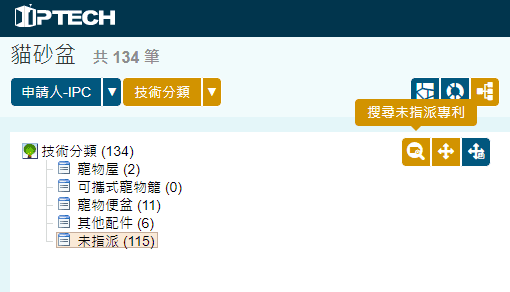 IPTECH
貓砂盆 共 134 筆
申請人-IPC 技術分類
搜尋未指派專利
技術分類 (134)
寵物屋 (2)
可攜式寵物籠 (0)
寵物便盆 (11)
其他配件 (6)
未指派 (115)